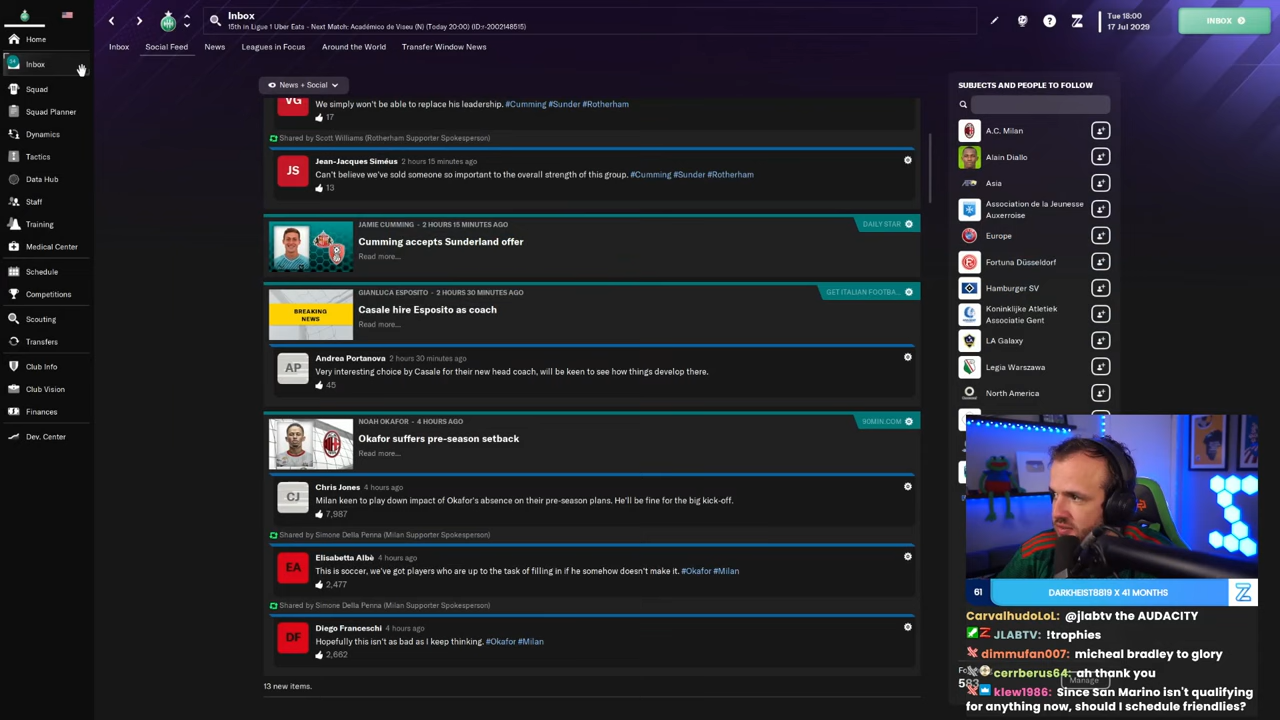 Home
Inbox
Squad
Squad Planner
Dynamics
Tactics
Data Hub
Staff
Training
Medical Center
Schedule
Competitions
Scouting
Transfers
Club Info
Club Vision
Finances
Dev. Center
Inbox
15th in Ligue 1 Uber Eats - Next Match: Académico de Viseu (N) (Today 20:00) (ID:r-2002148515)
Tue 18:00
17 Jul 2029
INBOX
Inbox
Social Feed
News
Leagues in Focus
Around the World
Transfer Window News
News + Social
VG
We simply won't be able to replace his leadership. #Cumming #Sunder #Rotherham
17
Shared by Scott Williams (Rotherham Supporter Spokesperson)
JS
Jean-Jacques Siméus 2 hours 15 minutes ago
Can't believe we've sold someone so important to the overall strength of this group. #Cumming #Sunder #Rotherham
13
JAMIE CUMMING - 2 HOURS 15 MINUTES AGO
DAILY STAR
Cumming accepts Sunderland offer
Read more...
GIANLUCA ESPOSITO - 2 HOURS 30 MINUTES AGO
GET ITALIAN FOOTBA...
BREAKING
NEWS
Casale hire Esposito as coach
Read more...
AP
Andrea Portanova 2 hours 30 minutes ago
Very interesting choice by Casale for their new head coach, will be keen to see how things develop there.
45
NOAH OKAFOR - 4 HOURS AGO
90MIN.COM
Okafor suffers pre-season setback
Read more...
CJ
Chris Jones 4 hours ago
Milan keen to play down impact of Okafor's absence on their pre-season plans. He'll be fine for the big kick-off.
7,987
Shared by Simone Della Penna (Milan Supporter Spokesperson)
EA
Elisabetta Albè 4 hours ago
This is soccer, we've got players who are up to the task of filling in if he somehow doesn't make it. #Okafor #Milan
2,477
Shared by Simone Della Penna (Milan Supporter Spokesperson)
DF
Diego Franceschi 4 hours ago
Hopefully this isn't as bad as I keep thinking. #Okafor #Milan
2,662
13 new items.
SUBJECTS AND PEOPLE TO FOLLOW
A.C. Milan
Alain Diallo
Asia
Association de la Jeunesse
Auxerroise
Europe
Fortuna Düsseldorf
Hamburger SV
Koninklijke Atletiek
Associatie Gent
LA Galaxy
Legia Warszawa
North America
61
DARKHEIST8819 X 41 MONTHS
CarvalhudoLoL: @jlabtv the AUDACITY
JLABTV: !trophies
dimmufan007: micheal bradley to glory
cerrberus64: ah thank you
583
Manage
klew1986: Since San Marino isn't qualifying
for anything now, should I schedule friendlies?